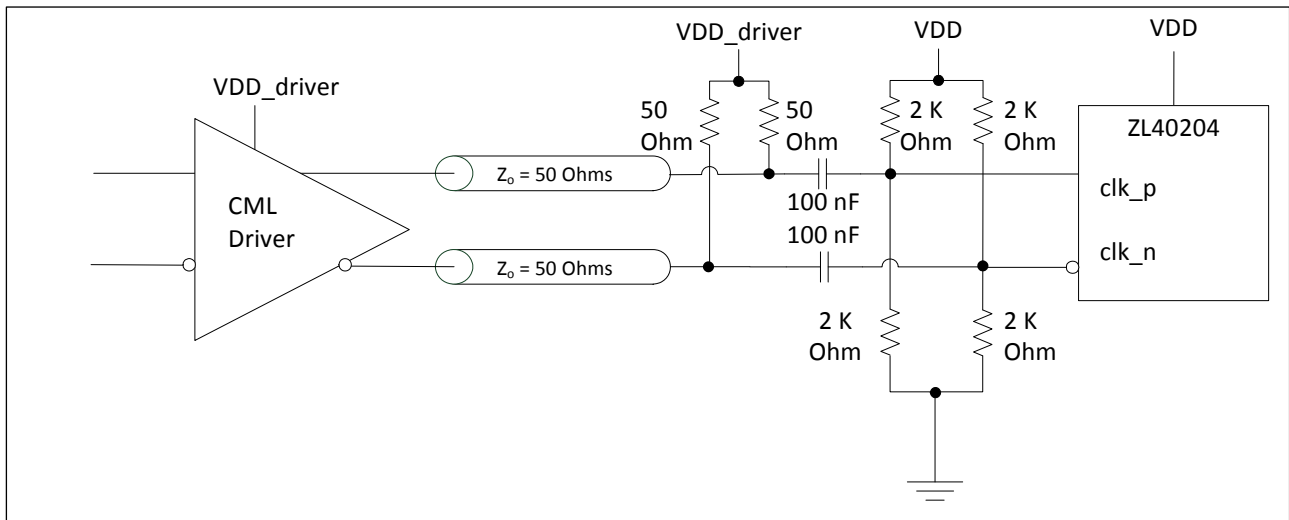 VDD_driver
VDD
VDD
VDD_driver
50
Ohm
50
Ohm
2 K
Ohm
2 K
Ohm
ZL40204
CML
Driver
Zo = 50 Ohms
100 nF
clk_p
100 nF
Zo = 50 Ohms
clk_n
2 K
Ohm
2 K
Ohm